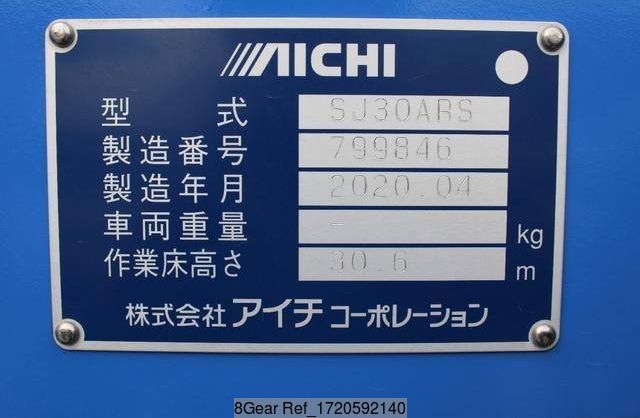 AICHI
型 式 SJ30ARS
製造番号 799846
製造年月 2020.04
車両重量 - kg
作業床高さ 30.6 m
株式会社 アイチ コーポレーション
8Gear Ref_1720592140